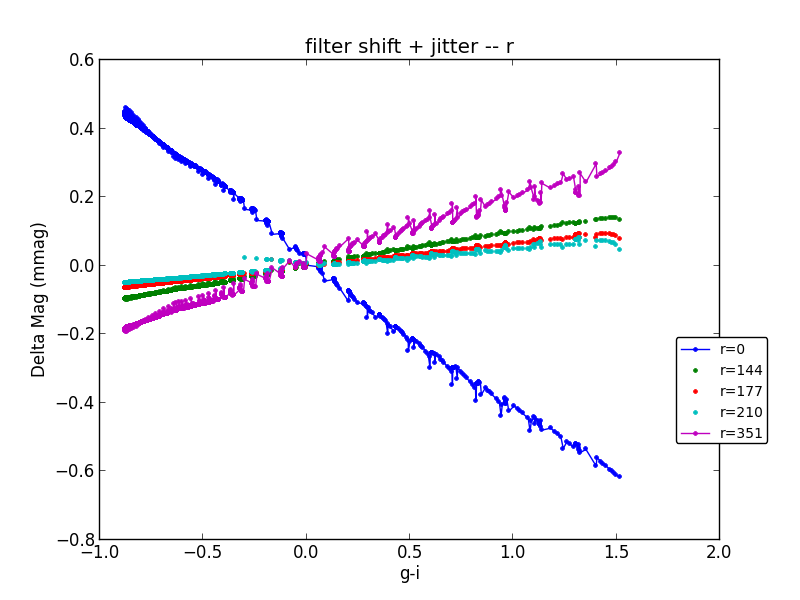 filter shift + jitter -- r
Delta Mag (mmag)
0.6
0.4
0.2
0.0
−0.2
−0.4
−0.6
−0.8
−1.0
−0.5
0.0
0.5
1.0
1.5
2.0
g-i
r=0
r=144
r=177
r=210
r=351